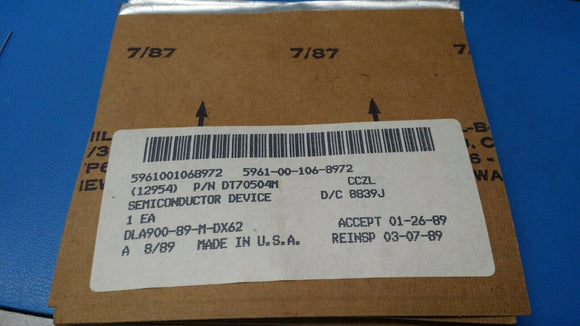 7/87 7/87 7/
5961001068972 5961-00-106-8972
(12954) P/N DT70504M CCZL
SEMICONDUCTOR DEVICE D/C 8839J
1 EA
DLA900-89-M-DX62 ACCEPT 01-26-89
A 8/89 MADE IN U.S.A. REINSP 03-07-89